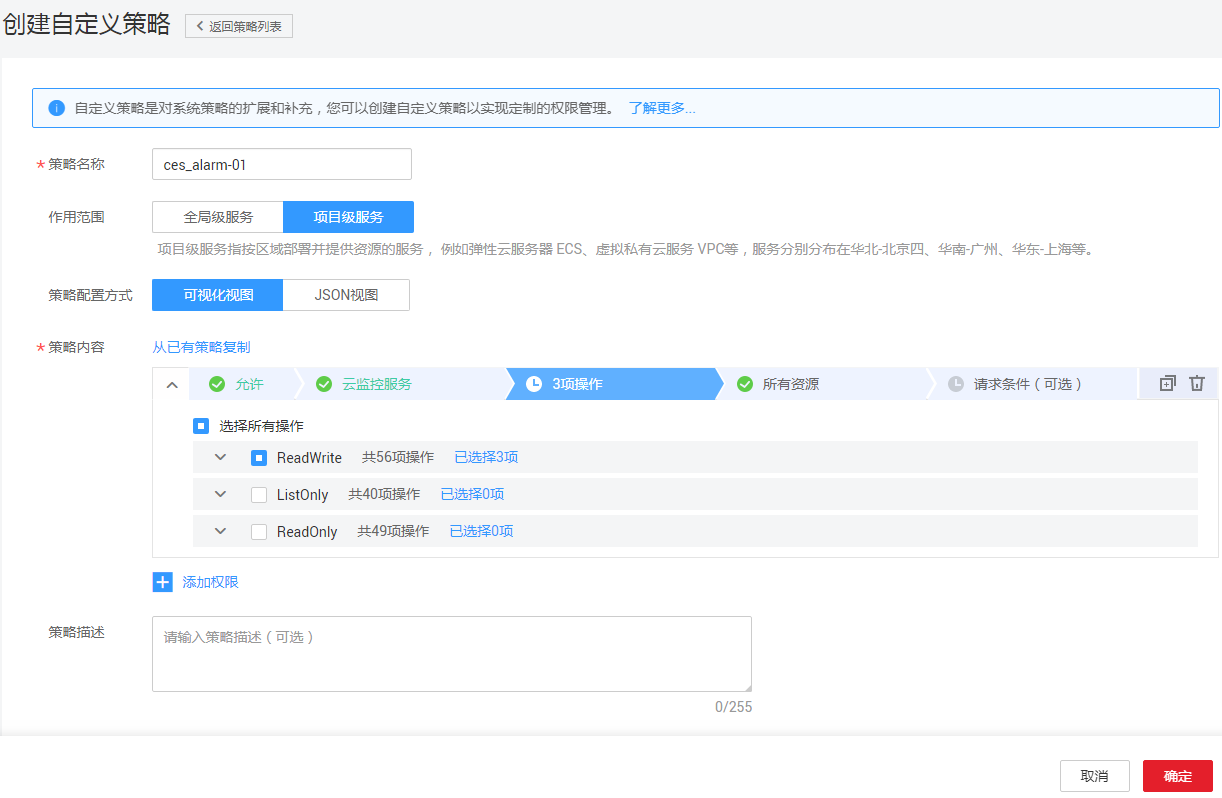 创建自定义策略 返回策略列表
自定义策略是对系统策略的扩展和补充，您可以创建自定义策略以实现定制的权限管理。 了解更多...
* 策略名称 ces_alarm-01
作用范围 全局级服务 项目级服务
项目级服务指按区域部署并提供资源的服务 ，例如弹性云服务器 ECS、虚拟私有云服务 VPC等，服务分别分布在华北-北京四、华南-广州、华东-上海等。
策略配置方式 可视化视图 JSON视图
* 策略内容 从已有策略复制
允许 云监控服务 3项操作 所有资源 请求条件（可选）
选择所有操作
ReadWrite 共56项操作 已选择3项
ListOnly 共40项操作 已选择0项
ReadOnly 共49项操作 已选择0项
添加权限
策略描述 请输入策略描述（可选）
0/255
取消 确定